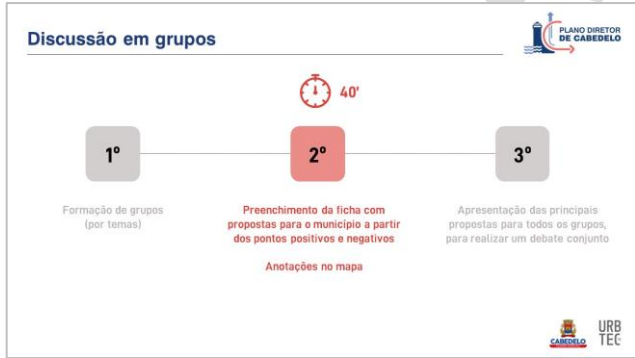 Discussão em grupos
PLANO DIRETOR
DE CABEDELO
40'
1º
2º
3º
Formação de grupos
(por temas)
Preenchimento da ficha com
propostas para o município a partir
dos pontos positivos e negativos
Anotações no mapa
Apresentação das principais
propostas para todos os grupos,
para realizar um debate conjunto
CABEDELO
URB
TEC